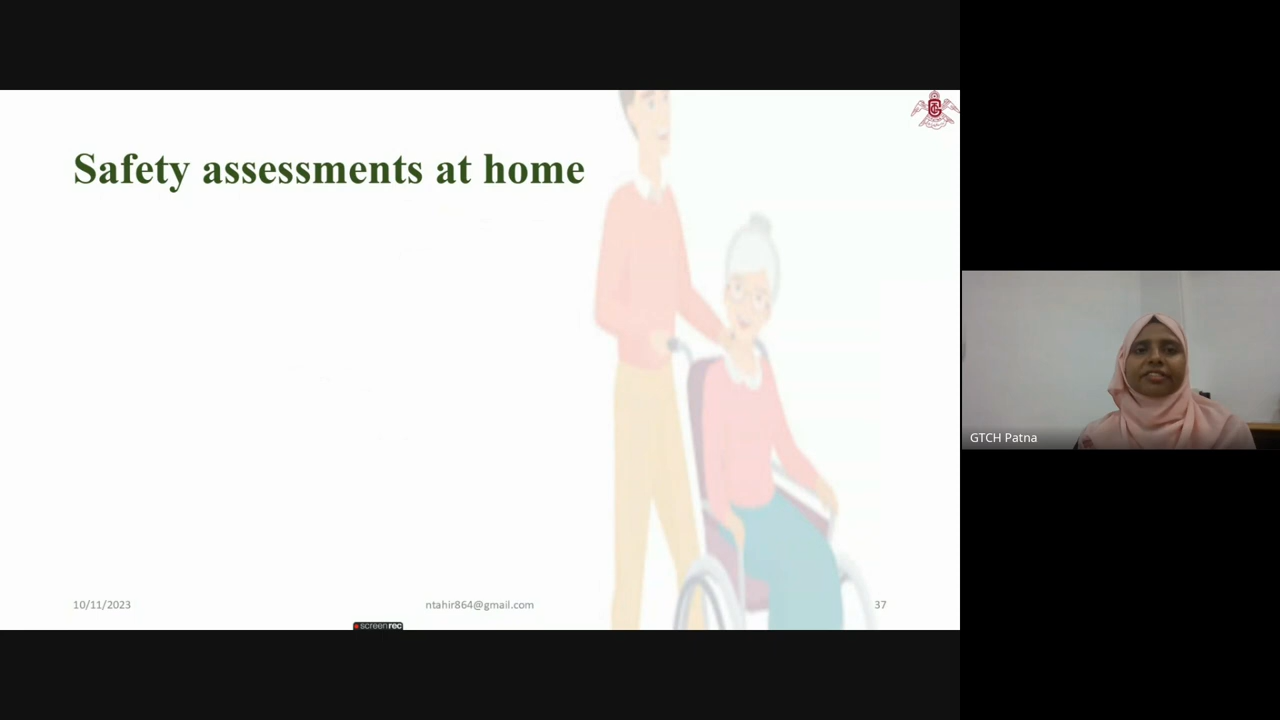 Safety assessments at home
GTCH Patna
10/11/2023
ntahir864@gmail.com
37
screenrec